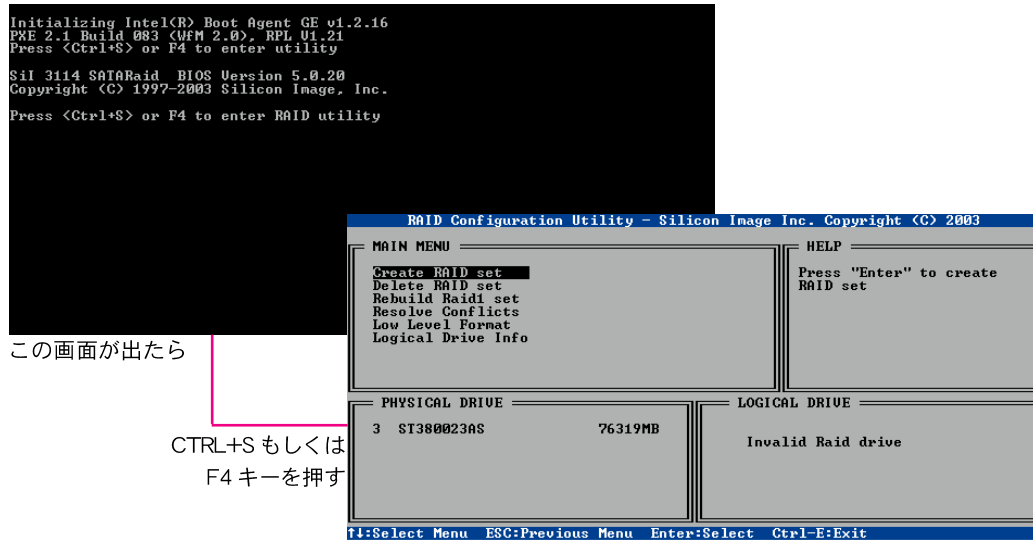 Initializing Intel(R) Boot Agent GE v1.2.16
PXE 2.1 Build 083 (WfM 2.0), RPL V1.21
Press <Ctrl+S> or F4 to enter utility
SiI 3114 SATARaid  BIOS Version 5.0.20
Copyright (C) 1997-2003 Silicon Image, Inc.
Press <Ctrl+S> or F4 to enter RAID utility
この画面が出たら
CTRL+S もしくは
F4 キーを押す
RAID Configuration Utility - Silicon Image Inc. Copyright (C) 2003
MAIN MENU
Create RAID set
Delete RAID set
Rebuild Raid1 set
Resolve Conflicts
Low Level Format
Logical Drive Info
HELP
Press "Enter" to create
RAID set
PHYSICAL DRIVE
3  ST380023AS  76319MB
LOGICAL DRIVE
Invalid Raid drive
↑↓:Select Menu  ESC:Previous Menu  Enter:Select  Ctrl-E:Exit